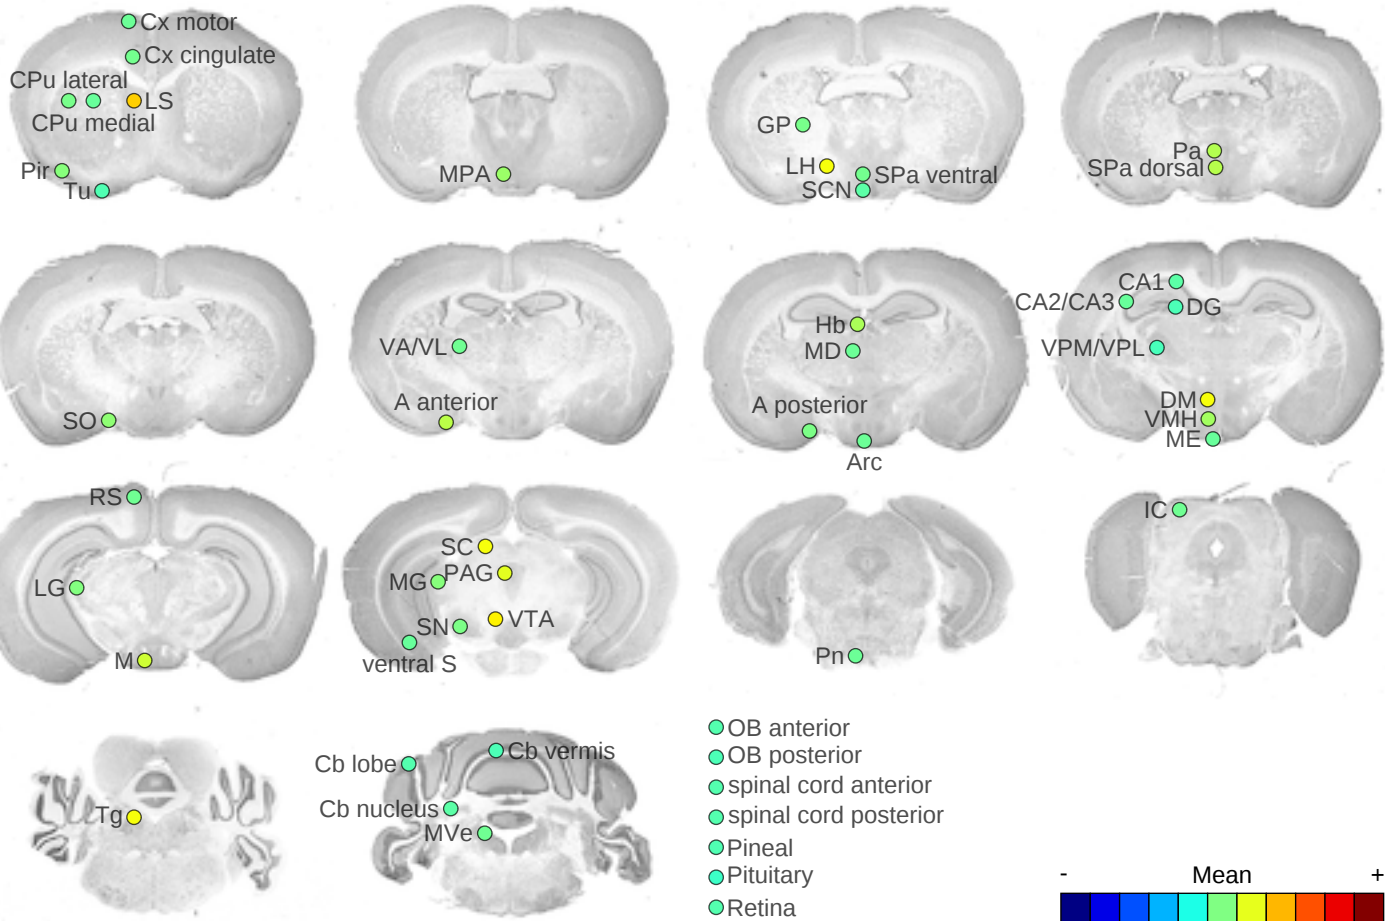 Cx motor
Cx cingulate
CPu lateral
LS
CPu medial
Pir
Tu
MPA
GP
LH
SPa ventral
SCN
Pa
SPa dorsal
SO
VA/VL
A anterior
Hb
MD
A posterior
Arc
CA1
CA2/CA3
DG
VPM/VPL
DM
VMH
ME
RS
LG
M
SC
PAG
MG
VTA
SN
ventral S
Pn
IC
Tg
Cb vermis
Cb lobe
Cb nucleus
MVe
OB anterior
OB posterior
spinal cord anterior
spinal cord posterior
Pineal
Pituitary
Retina
- Mean +